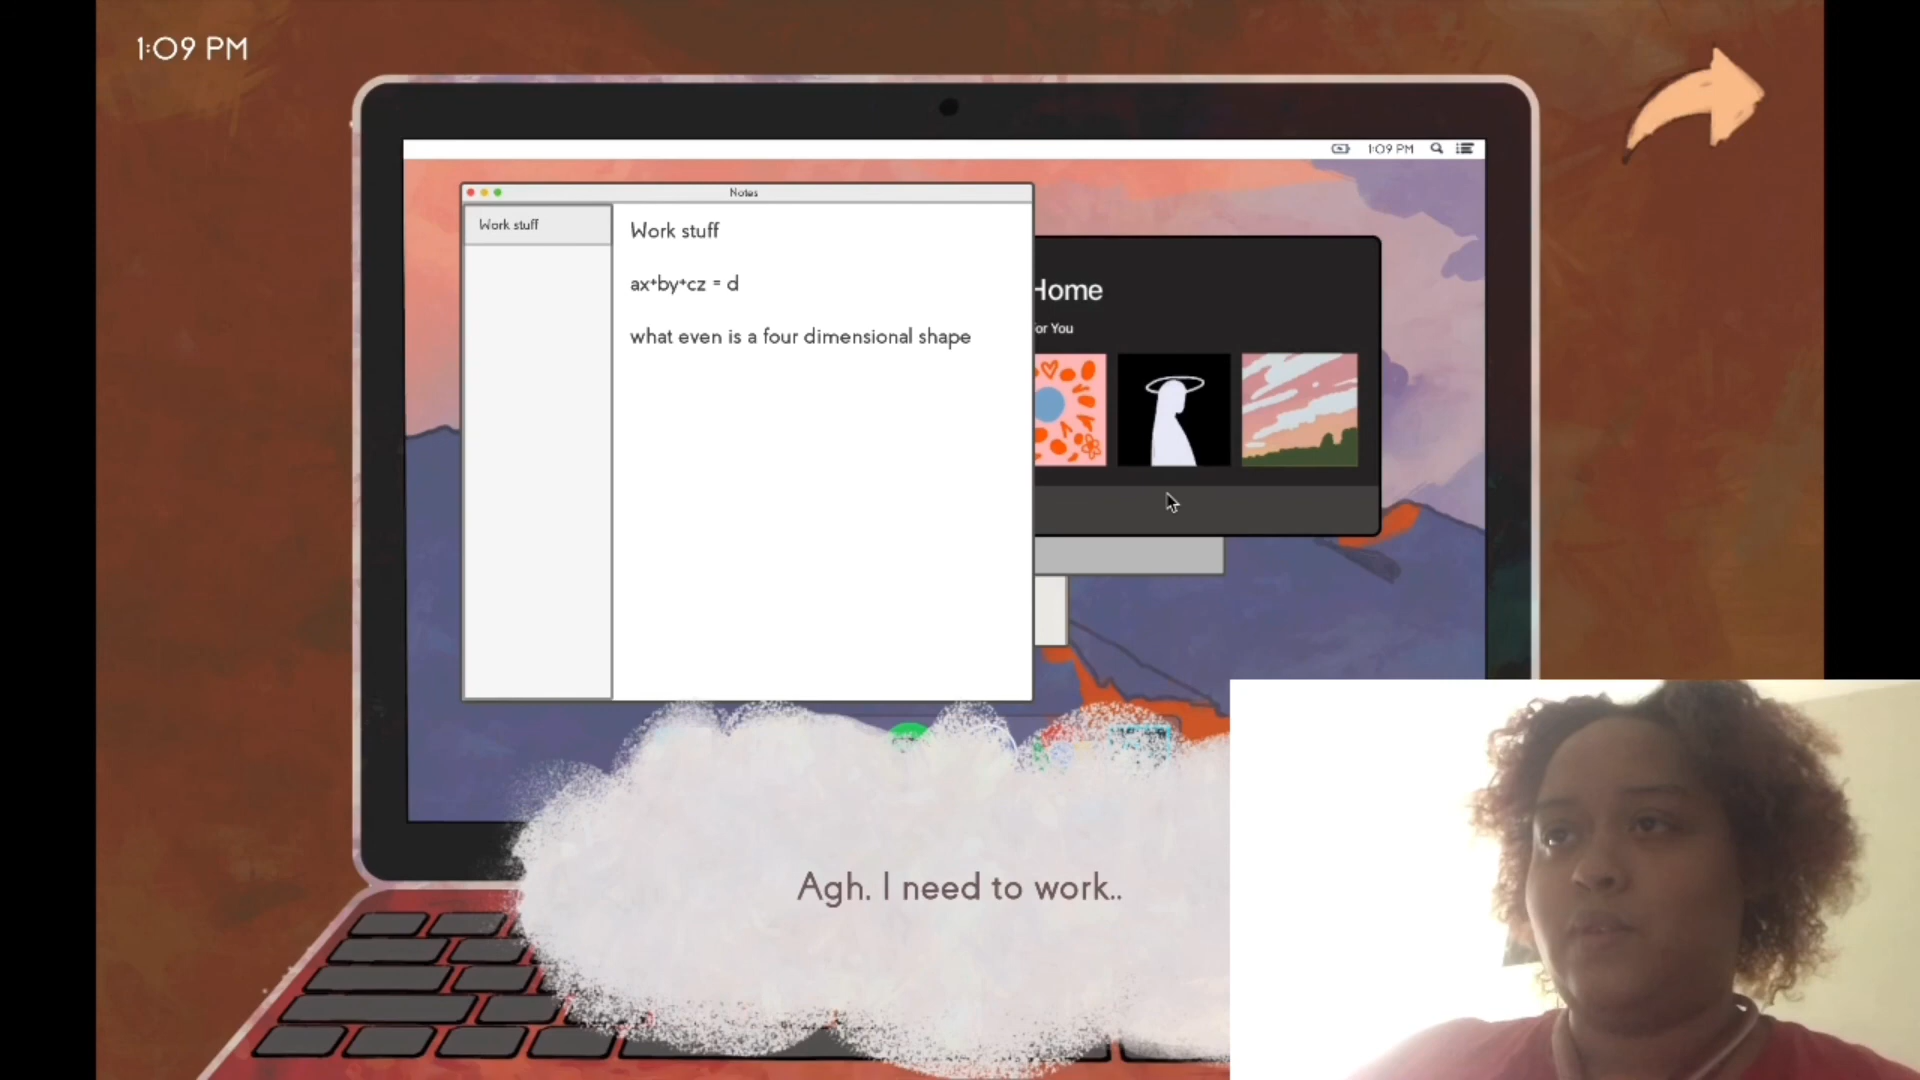 1:09 PM
1:09 PM
Notes
Work stuff
Work stuff
ax+by+cz = d
what even is a four dimensional shape
Home
or You
Agh. I need to work..